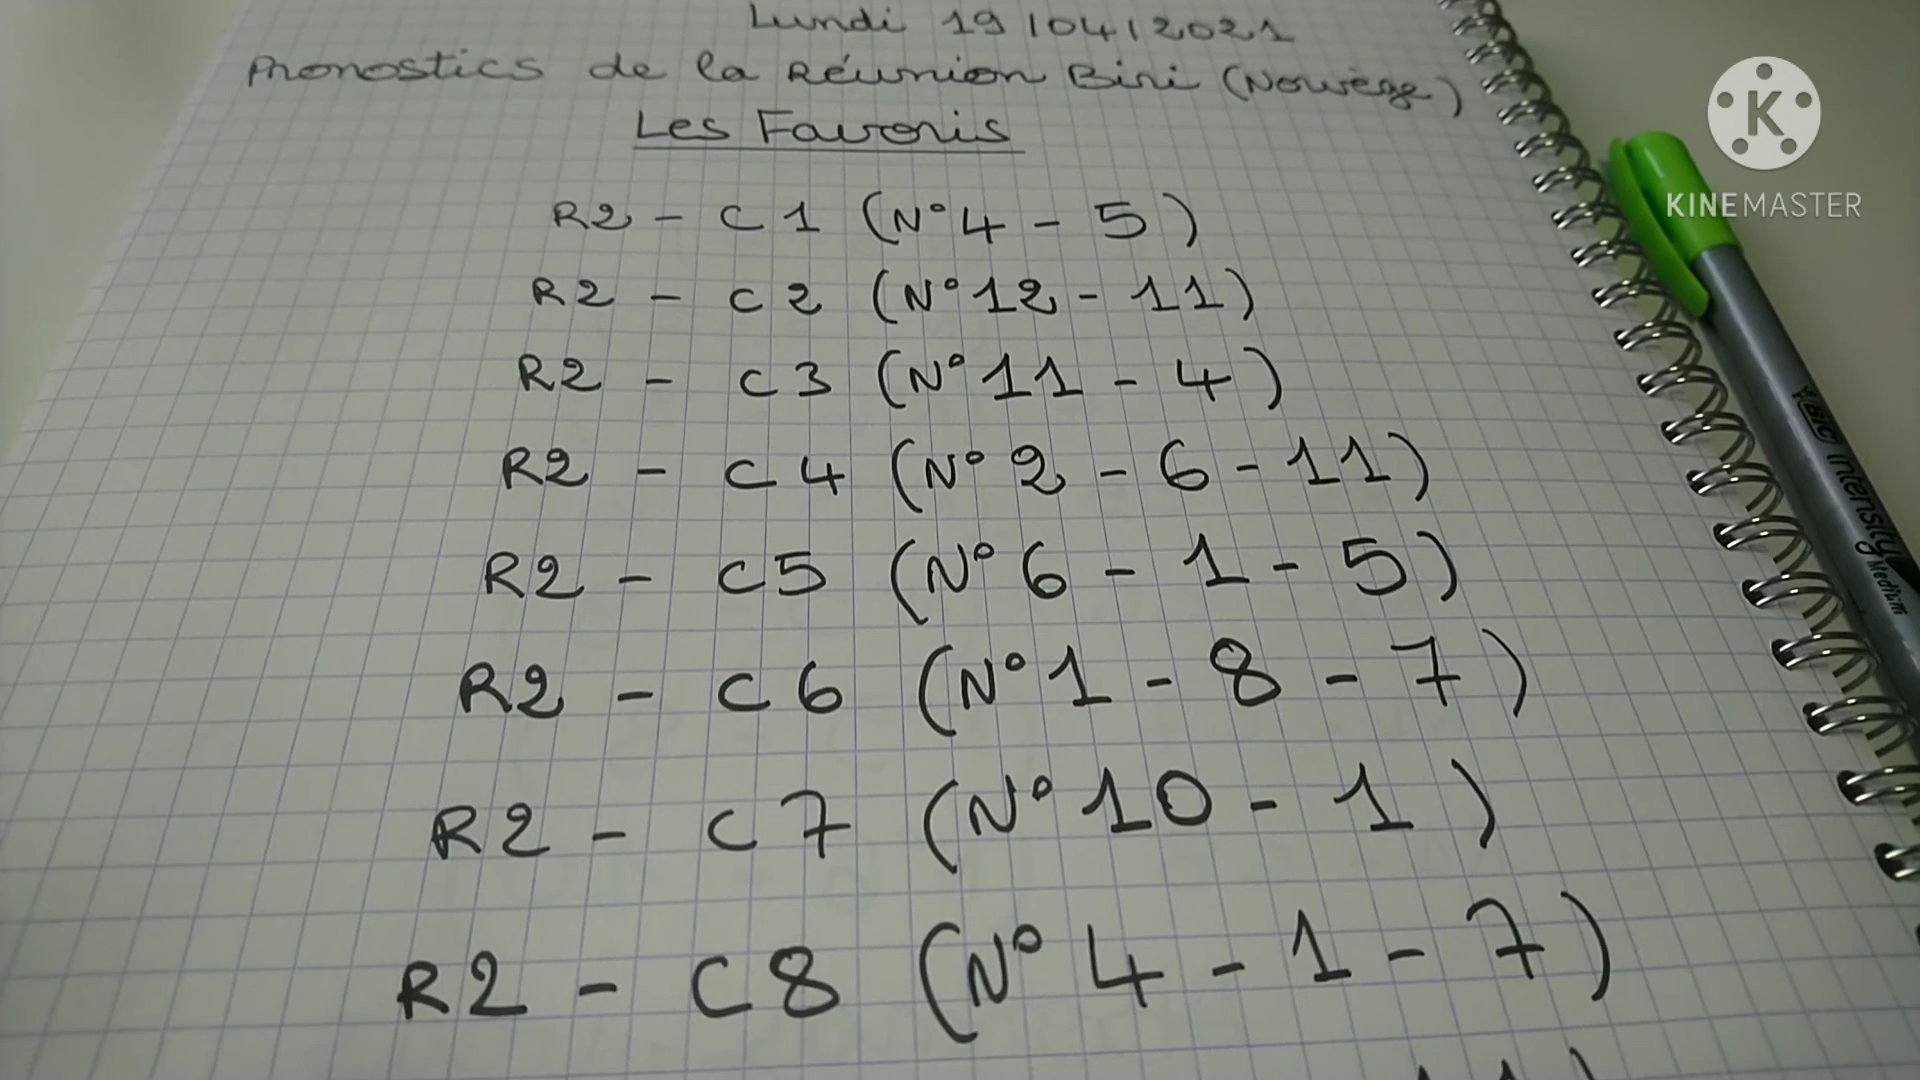 Lundi 19/04/2021
Pronostics de la Réunion Biri (Norvège)
Les Favoris
R2 - C1 (N°4 - 5)
R2 - C2 (N°12 - 11)
R2 - C3 (N°11 - 4)
R2 - C4 (N°2 - 6 - 11)
R2 - C5 (N°6 - 1 - 5)
R2 - C6 (N°1 - 8 - 7)
R2 - C7 (N°10 - 1)
R2 - C8 (N°4 - 1 - 7)
K
KINEMASTER
BIC intensity Medium